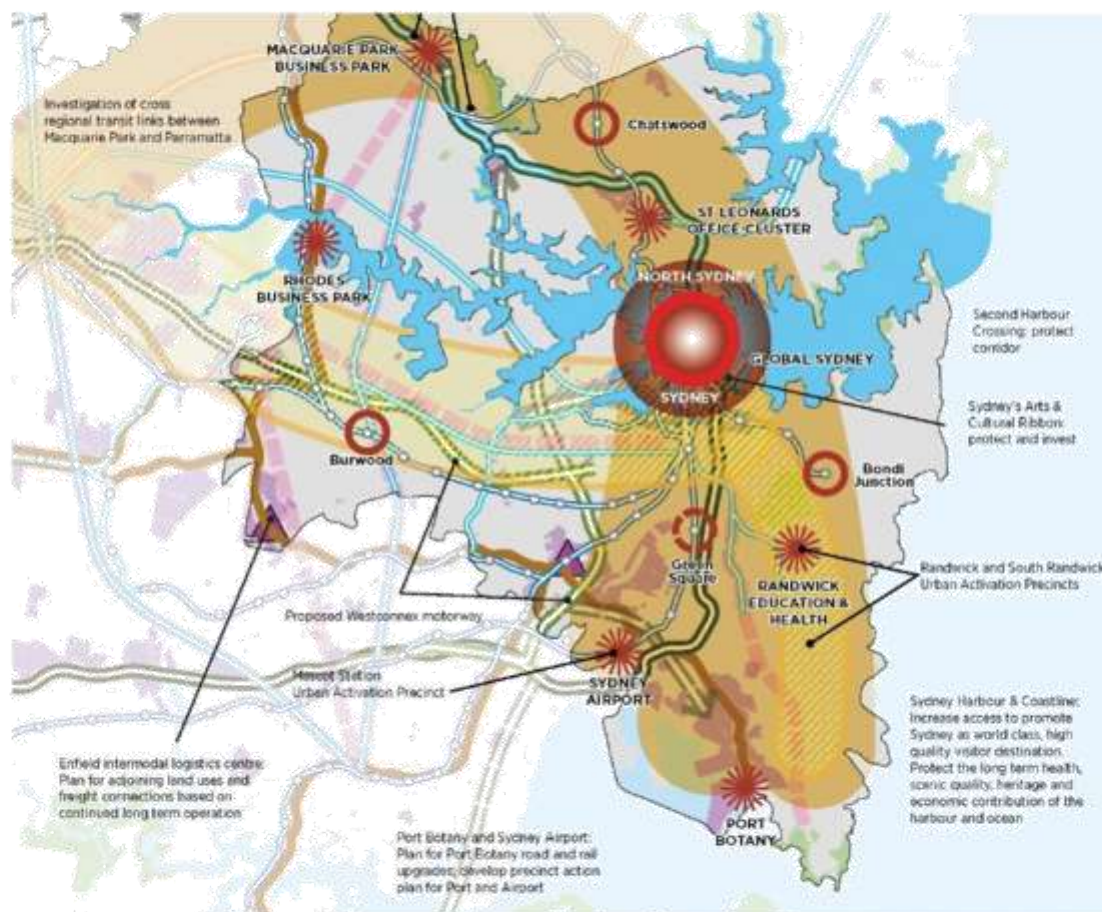 MACQUARIE PARK
BUSINESS PARK
Investigation of cross
regional transit links between
Macquarie Park and Parramatta
Chatswood
ST LEONARDS
OFFICE CLUSTER
RHODES
BUSINESS PARK
NORTH SYDNEY
GLOBAL SYDNEY
SYDNEY
Second Harbour
Crossing: protect
corridor
Sydney's Arts &
Cultural Ribbon:
protect and invest
Burwood
Bondi
Junction
Green
Square
RANDWICK
EDUCATION &
HEALTH
Randwick and South Randwick
Urban Activation Precincts
Proposed Westconnex motorway
Mascot Station
Urban Activation Precinct
SYDNEY
AIRPORT
Sydney Harbour & Coastline:
Increase access to promote
Sydney as world class, high
quality visitor destination.
Protect the long term health,
scenic quality, heritage and
economic contribution of the
harbour and ocean
Enfield intermodal logistics centre:
Plan for adjoining land uses and
freight connections based on
continued long term operation
PORT
BOTANY
Port Botany and Sydney Airport:
Plan for Port Botany road and rail
upgrades; develop precinct action
plan for Port and Airport